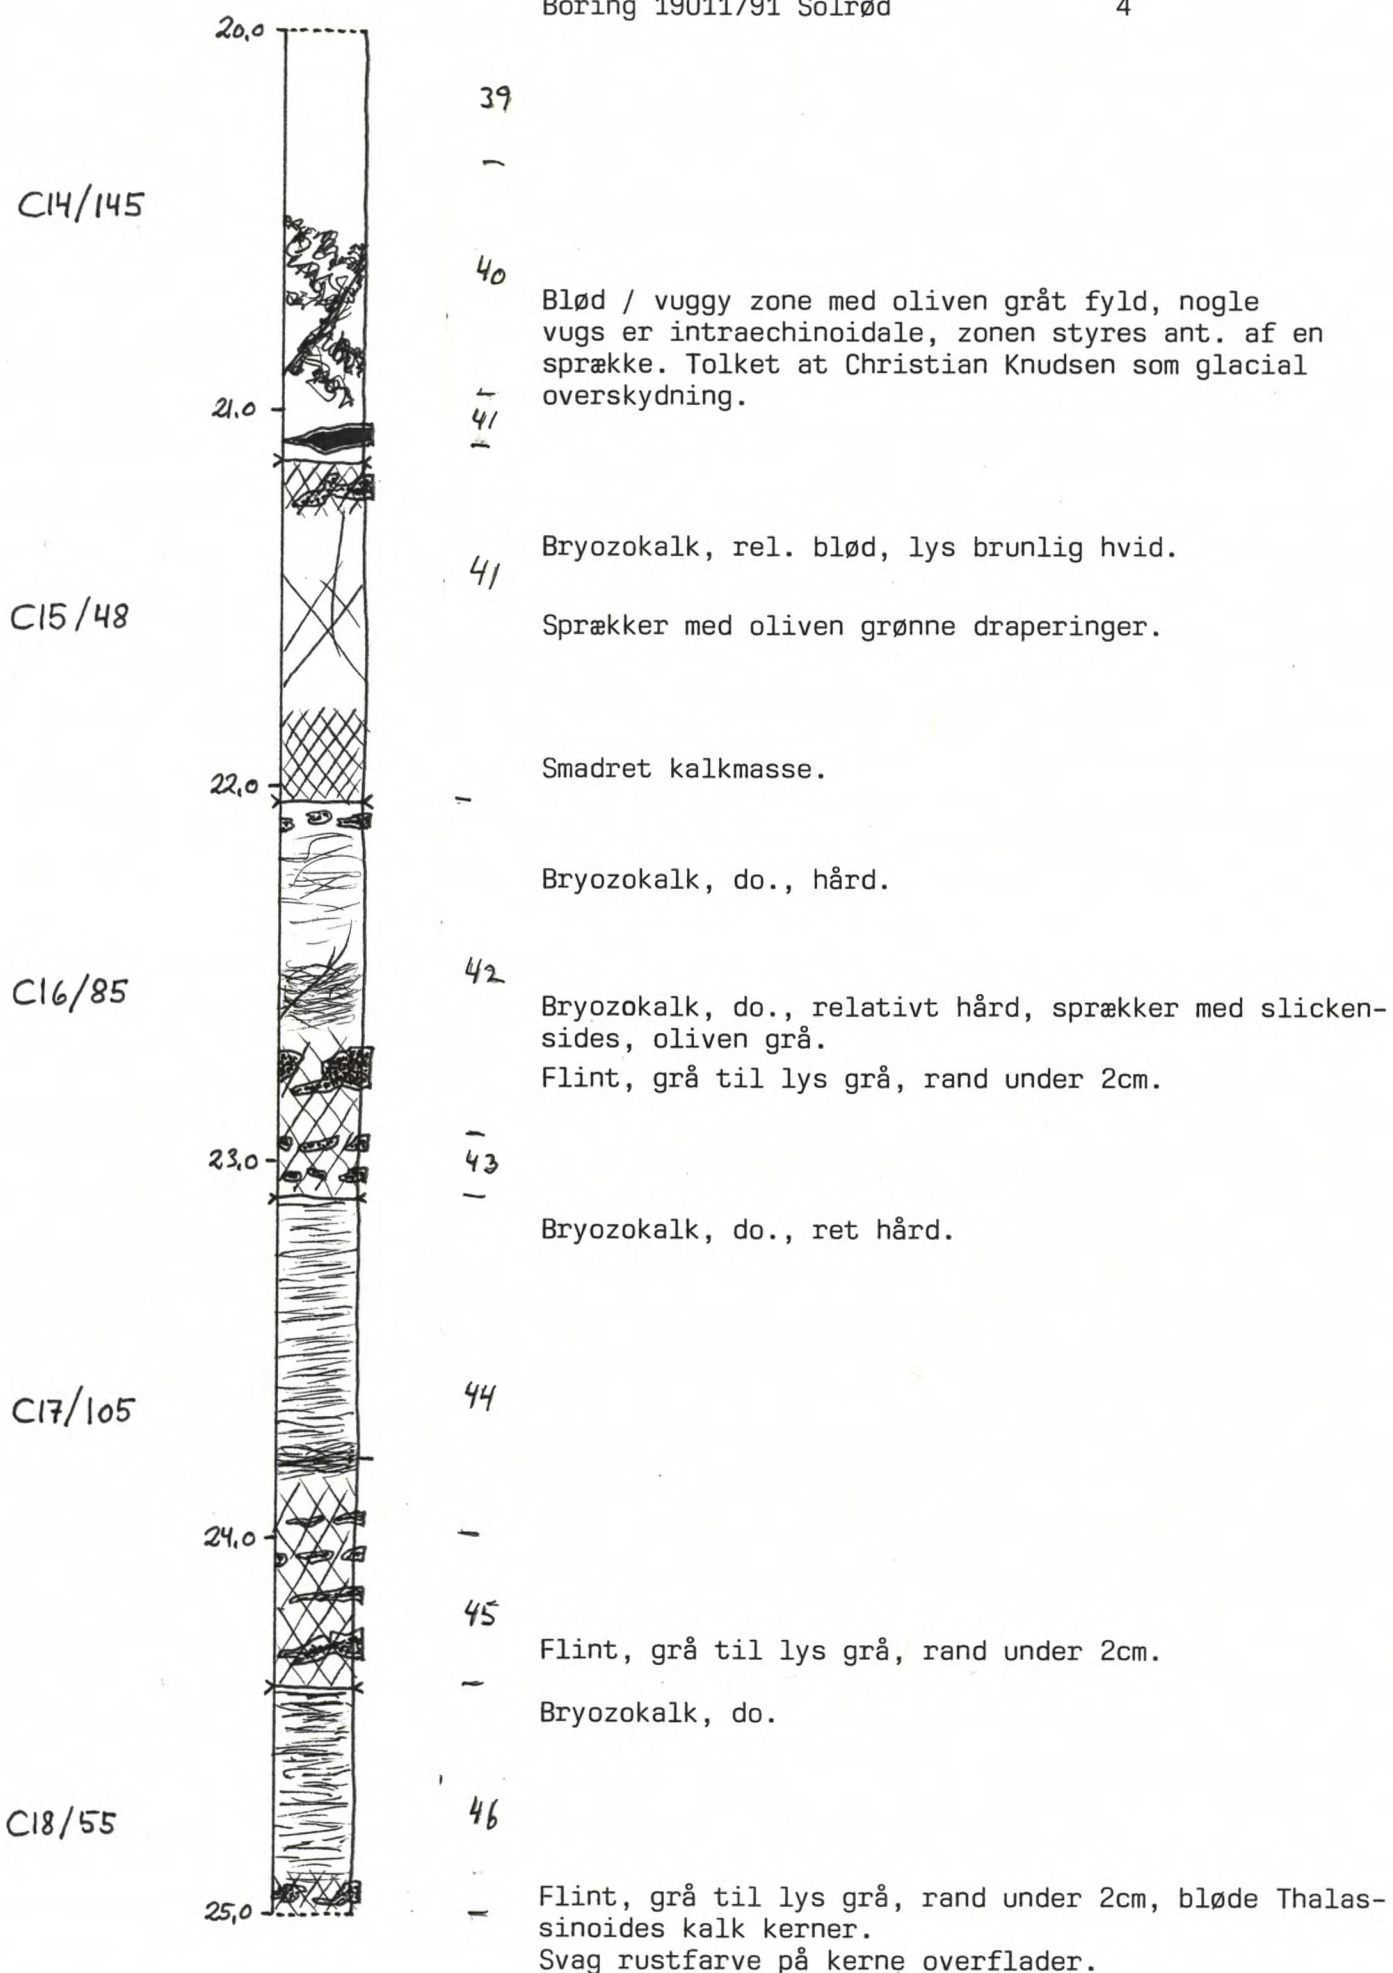 Boring 19011/91 Solrød 4
20,0
39
C14/145
40
Blød / vuggy zone med oliven gråt fyld, nogle
vugs er intraechinoidale, zonen styres ant. af en
sprække. Tolket at Christian Knudsen som glacial
overskydning.
21.0
41
Bryozokalk, rel. blød, lys brunlig hvid.
41
C15/48
Sprækker med oliven grønne draperinger.
Smadret kalkmasse.
22,0
Bryozokalk, do., hård.
42
C16/85
Bryozokalk, do., relativt hård, sprækker med slicken-
sides, oliven grå.
Flint, grå til lys grå, rand under 2cm.
23,0
43
Bryozokalk, do., ret hård.
44
C17/105
24,0
45
Flint, grå til lys grå, rand under 2cm.
Bryozokalk, do.
46
C18/55
25,0
Flint, grå til lys grå, rand under 2cm, bløde Thalas-
sinoides kalk kerner.
Svag rustfarve på kerne overflader.